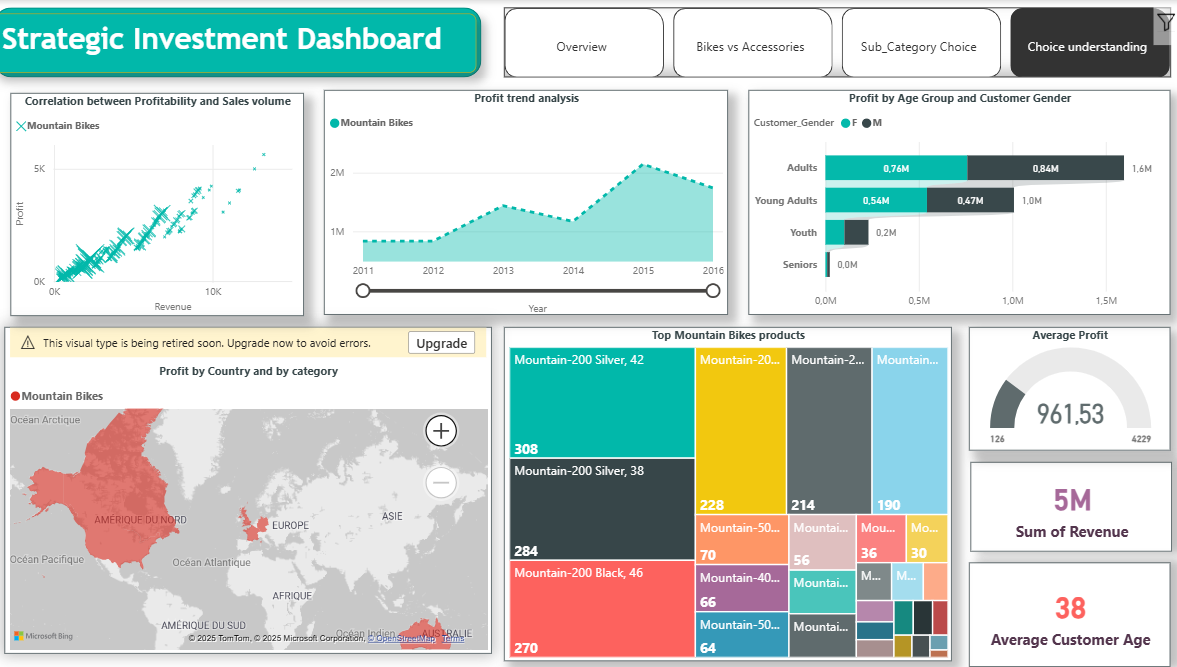 Strategic Investment Dashboard
Overview
Bikes vs Accessories
Sub_Category Choice
Choice understanding
Correlation between Profitability and Sales volume
Mountain Bikes
Profit
5K
0K
0K
10K
Revenue
Profit trend analysis
Mountain Bikes
2M
1M
2011
2012
2013
2014
2015
2016
Year
Profit by Age Group and Customer Gender
Customer_Gender
F
M
Adults
0,76M
0,84M
1,6M
Young Adults
0,54M
0,47M
1,0M
Youth
0,2M
Seniors
0,0M
0,0M
0,5M
1,0M
1,5M
This visual type is being retired soon. Upgrade now to avoid errors.
Upgrade
Profit by Country and by category
Mountain Bikes
Océan Arctique
AMÉRIQUE DU NORD
EUROPE
ASIE
Océan Pacifique
Océan Atlantique
AFRIQUE
AMÉRIQUE DU SUD
Océan Indien
AUSTRALIE
Microsoft Bing
© 2025 TomTom, © 2025 Microsoft Corporation, © OpenStreetMap Terms
Top Mountain Bikes products
Mountain-200 Silver, 42
308
Mountain-200 Silver, 38
284
Mountain-200 Black, 46
270
Mountain-20...
228
Mountain-2...
214
Mountain...
190
Mountain-50...
70
Mountain-40...
66
Mountain-50...
64
Mountai...
56
Mountai...
Mountai...
Mou...
36
Mo...
30
M...
M...
Average Profit
961,53
126
4229
5M
Sum of Revenue
38
Average Customer Age